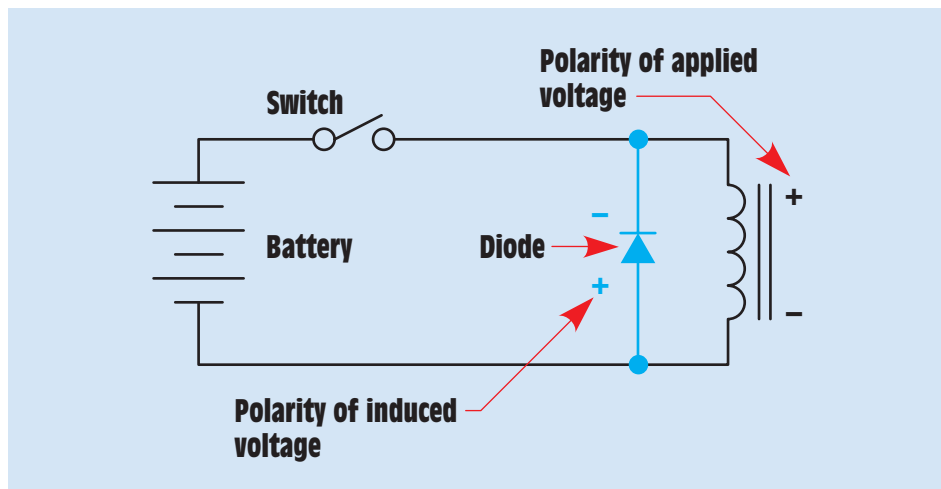 Polarity of applied
voltage
Switch
+
−
Battery
Diode
+
−
Polarity of induced
voltage